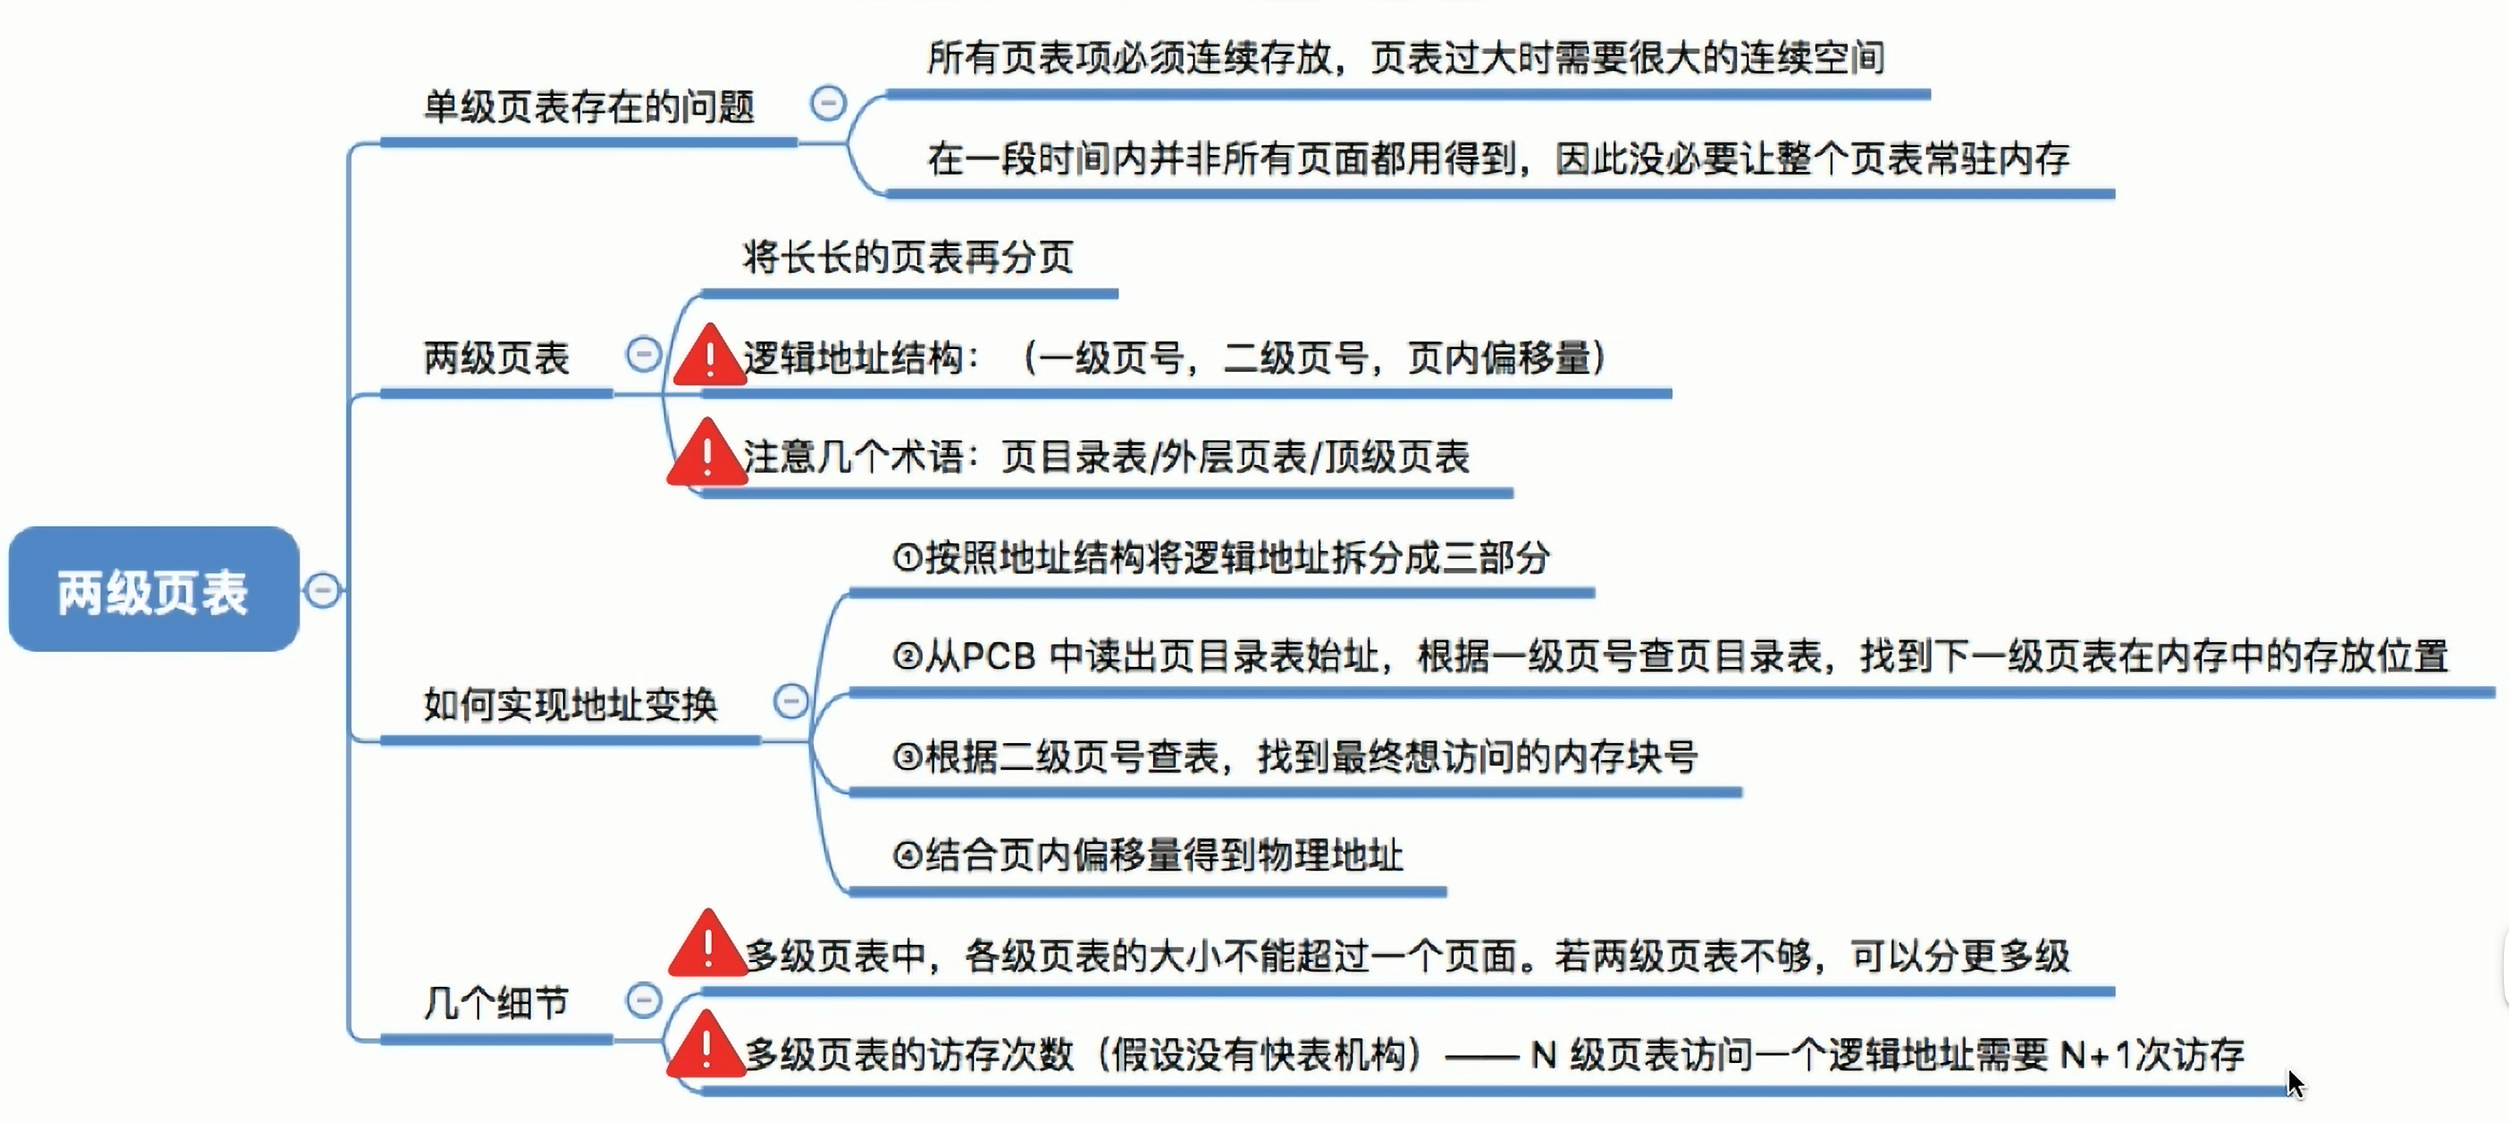 所有页表项必须连续存放，页表过大时需要很大的连续空间
单级页表存在的问题
在一段时间内并非所有页面都用得到，因此没必要让整个页表常驻内存
将长长的页表再分页
两级页表
逻辑地址结构：（一级页号，二级页号，页内偏移量）
注意几个术语：页目录表/外层页表/顶级页表
两级页表
①按照地址结构将逻辑地址拆分成三部分
②从PCB 中读出页目录表始址，根据一级页号查页目录表，找到下一级页表在内存中的存放位置
如何实现地址变换
③根据二级页号查表，找到最终想访问的内存块号
④结合页内偏移量得到物理地址
多级页表中，各级页表的大小不能超过一个页面。若两级页表不够，可以分更多级
几个细节
多级页表的访存次数（假设没有快表机构）—— N 级页表访问一个逻辑地址需要 N+1次访存